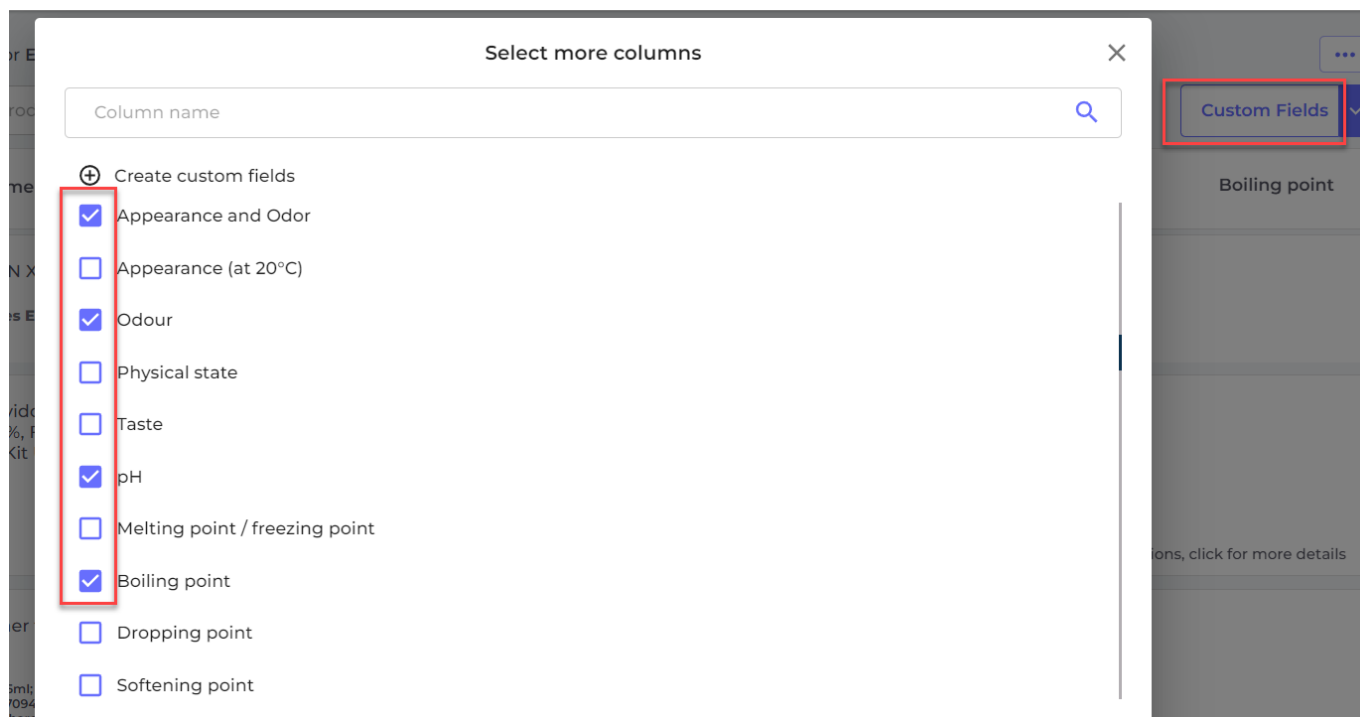 Select more columns
Column name
Custom Fields
Create custom fields
Boiling point
Appearance and Odor
Appearance (at 20°C)
Odour
Physical state
Taste
pH
Melting point / freezing point
Boiling point
ions, click for more details
Dropping point
Softening point